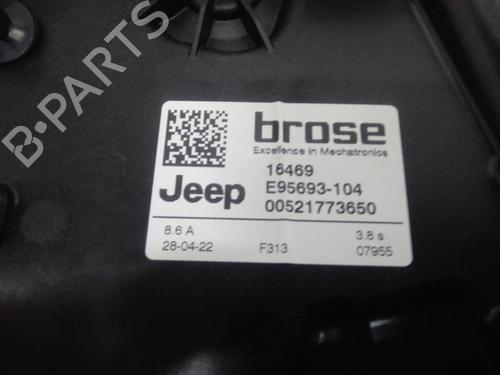 B-PARTS
brose
Excellence in Mechatronics
16469
Jeep E95693-104
00521773650
8.6 A 3.8 s
28-04-22 F313 07955